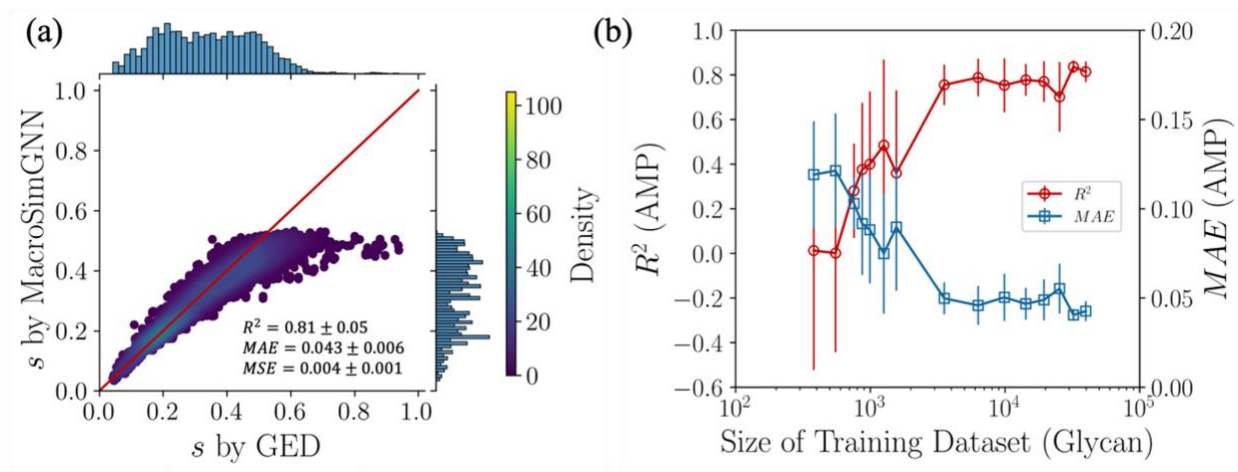 (a)
1.0
0.8
0.6
0.4
0.2
0.0
s by MacroSimGNN
0.0 0.2 0.4 0.6 0.8 1.0
s by GED
R² = 0.81 ± 0.05
MAE = 0.043 ± 0.006
MSE = 0.004 ± 0.001
100
80
60
40
20
0
Density
(b)
1.0
0.8
0.6
0.4
0.2
0.0
−0.2
−0.4
−0.6
R² (AMP)
R²
MAE
0.20
0.15
0.10
0.05
0.00
MAE (AMP)
10² 10³ 10⁴ 10⁵
Size of Training Dataset (Glycan)